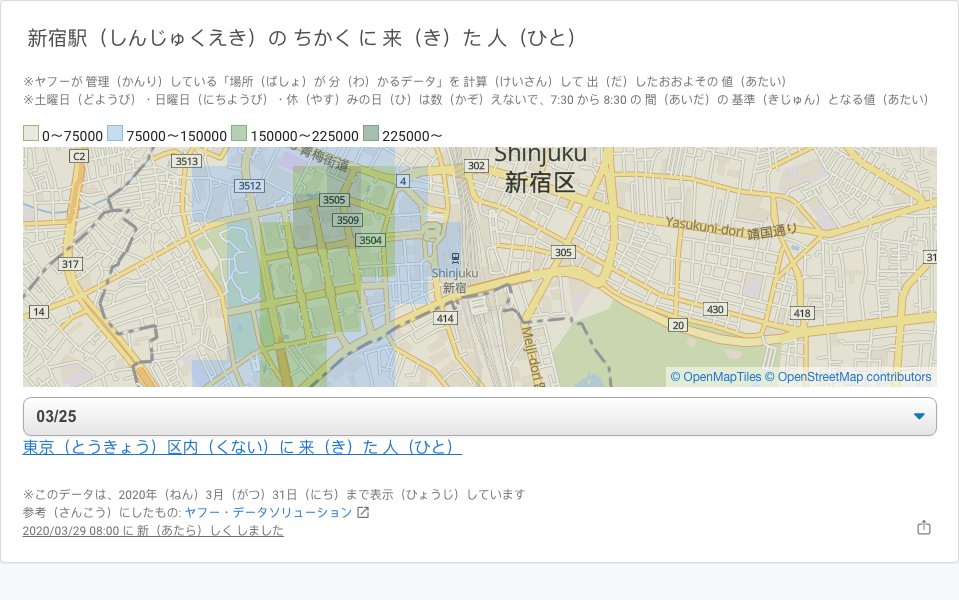 新宿駅（しんじゅくえき）の ちかく に 来（き）た 人（ひと）
※ヤフーが 管理（かんり）している「場所（ばしょ）が 分（わ）かるデータ」を 計算（けいさん）して 出（だ）したおおよその 値（あたい）
※土曜日（どようび）・日曜日（にちようび）・休（やす）みの日（ひ）は数（かぞ）えないで、7:30 から 8:30 の 間（あいだ）の 基準（きじゅん）となる値（あたい）
0〜75000 75000〜150000 150000〜225000 225000〜
C2
3513
青梅街道
302
Shinjuku
新宿区
3512
4
3505
3509
3504
Yasukuni-dori 靖国通り
317
305
31
Shinjuku
新宿
14
414
20
430
418
Meiji-dori
© OpenMapTiles © OpenStreetMap contributors
03/25
東京（とうきょう）区内（くない）に 来（き）た 人（ひと）
※このデータは、2020年（ねん）3月（がつ）31日（にち）まで表示（ひょうじ）しています
参考（さんこう）にしたもの: ヤフー・データソリューション
2020/03/29 08:00 に 新（あたら）しく しました